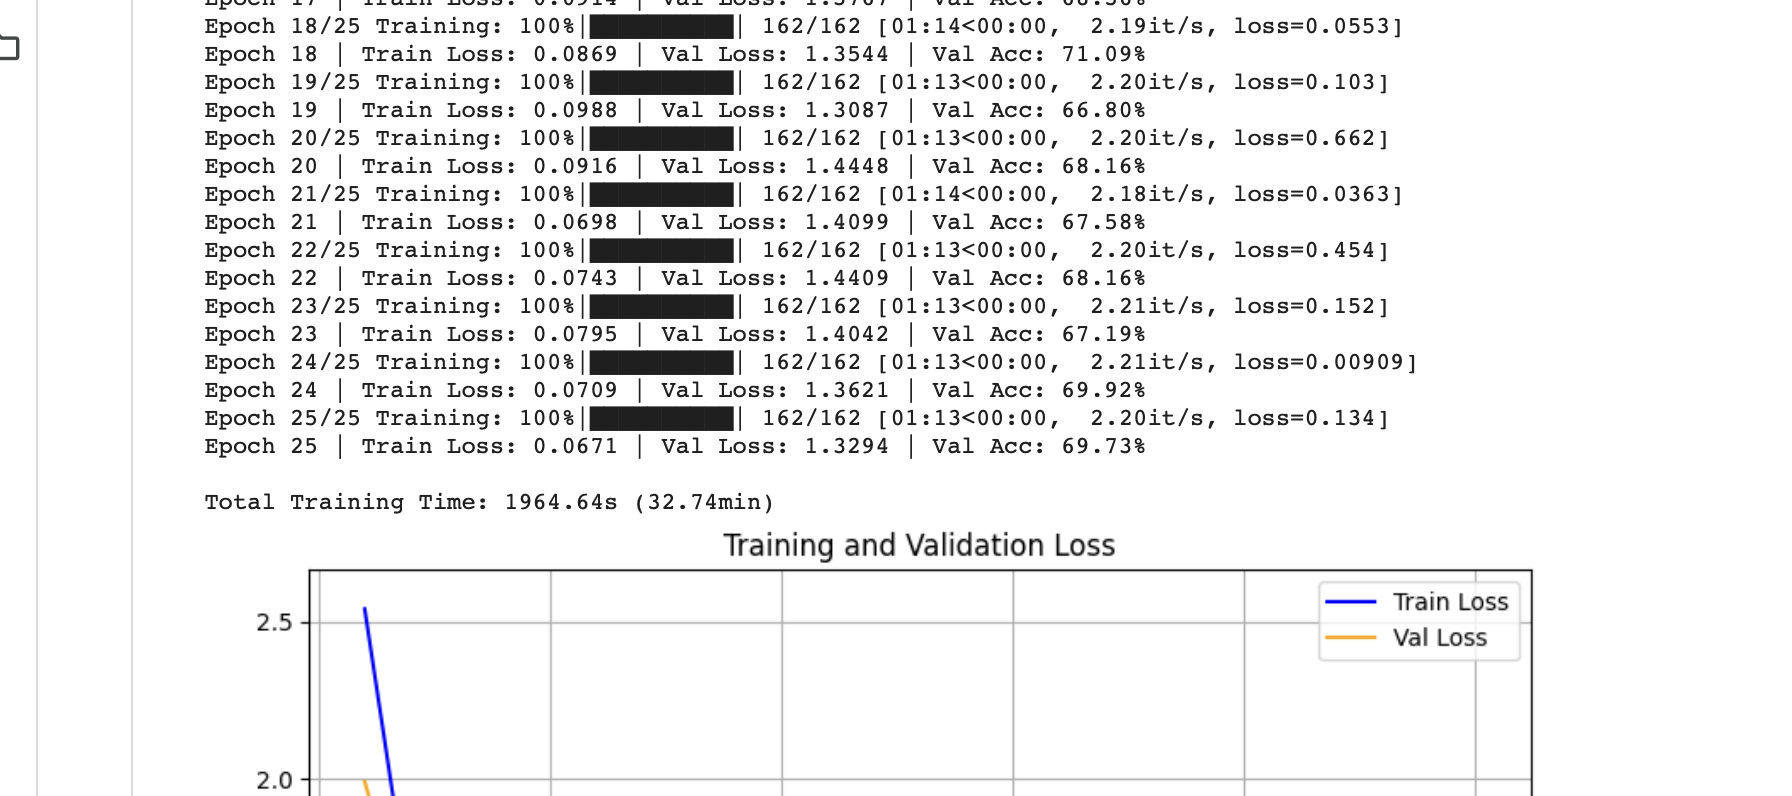 Epoch 18/25 Training: 100%|██████████| 162/162 [01:14<00:00,  2.19it/s, loss=0.0553]
Epoch 18 | Train Loss: 0.0869 | Val Loss: 1.3544 | Val Acc: 71.09%
Epoch 19/25 Training: 100%|██████████| 162/162 [01:13<00:00,  2.20it/s, loss=0.103]
Epoch 19 | Train Loss: 0.0988 | Val Loss: 1.3087 | Val Acc: 66.80%
Epoch 20/25 Training: 100%|██████████| 162/162 [01:13<00:00,  2.20it/s, loss=0.662]
Epoch 20 | Train Loss: 0.0916 | Val Loss: 1.4448 | Val Acc: 68.16%
Epoch 21/25 Training: 100%|██████████| 162/162 [01:14<00:00,  2.18it/s, loss=0.0363]
Epoch 21 | Train Loss: 0.0698 | Val Loss: 1.4099 | Val Acc: 67.58%
Epoch 22/25 Training: 100%|██████████| 162/162 [01:13<00:00,  2.20it/s, loss=0.454]
Epoch 22 | Train Loss: 0.0743 | Val Loss: 1.4409 | Val Acc: 68.16%
Epoch 23/25 Training: 100%|██████████| 162/162 [01:13<00:00,  2.21it/s, loss=0.152]
Epoch 23 | Train Loss: 0.0795 | Val Loss: 1.4042 | Val Acc: 67.19%
Epoch 24/25 Training: 100%|██████████| 162/162 [01:13<00:00,  2.21it/s, loss=0.00909]
Epoch 24 | Train Loss: 0.0709 | Val Loss: 1.3621 | Val Acc: 69.92%
Epoch 25/25 Training: 100%|██████████| 162/162 [01:13<00:00,  2.20it/s, loss=0.134]
Epoch 25 | Train Loss: 0.0671 | Val Loss: 1.3294 | Val Acc: 69.73%
Total Training Time: 1964.64s (32.74min)
Training and Validation Loss
Train Loss
Val Loss
2.5
2.0